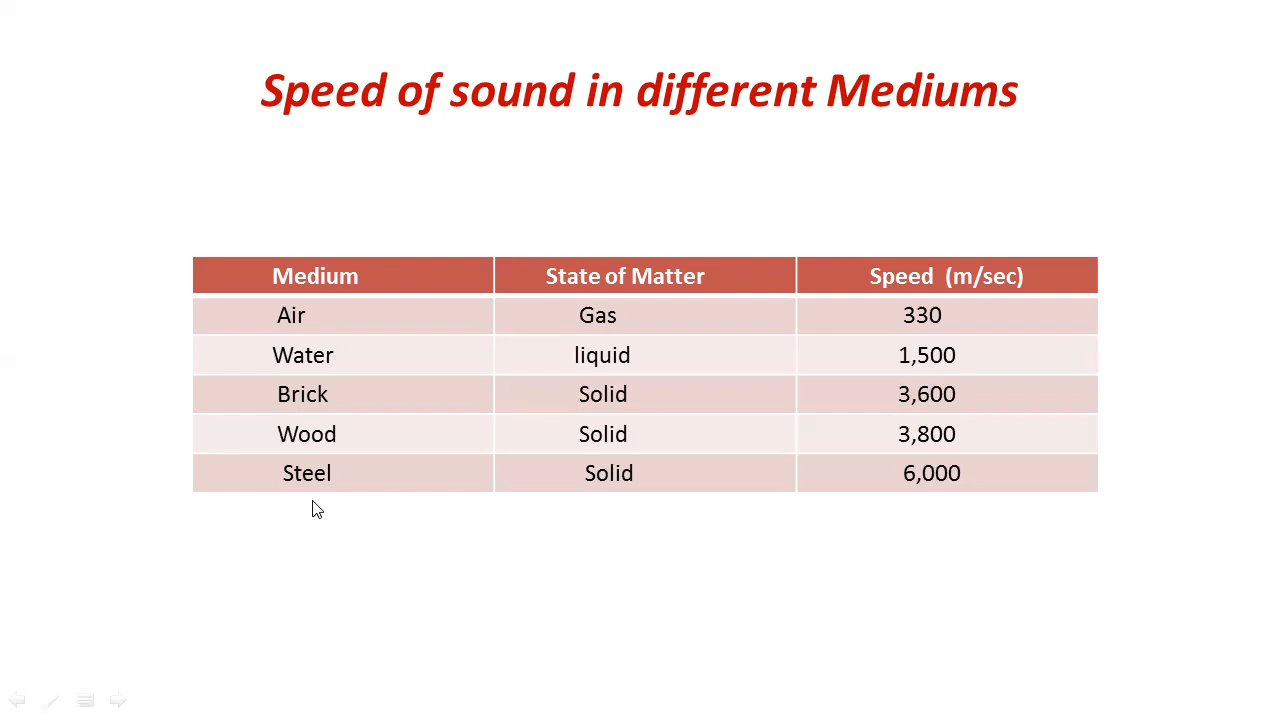 Speed of sound in different Mediums
Medium State of Matter Speed (m/sec)
Air Gas 330
Water liquid 1,500
Brick Solid 3,600
Wood Solid 3,800
Steel Solid 6,000